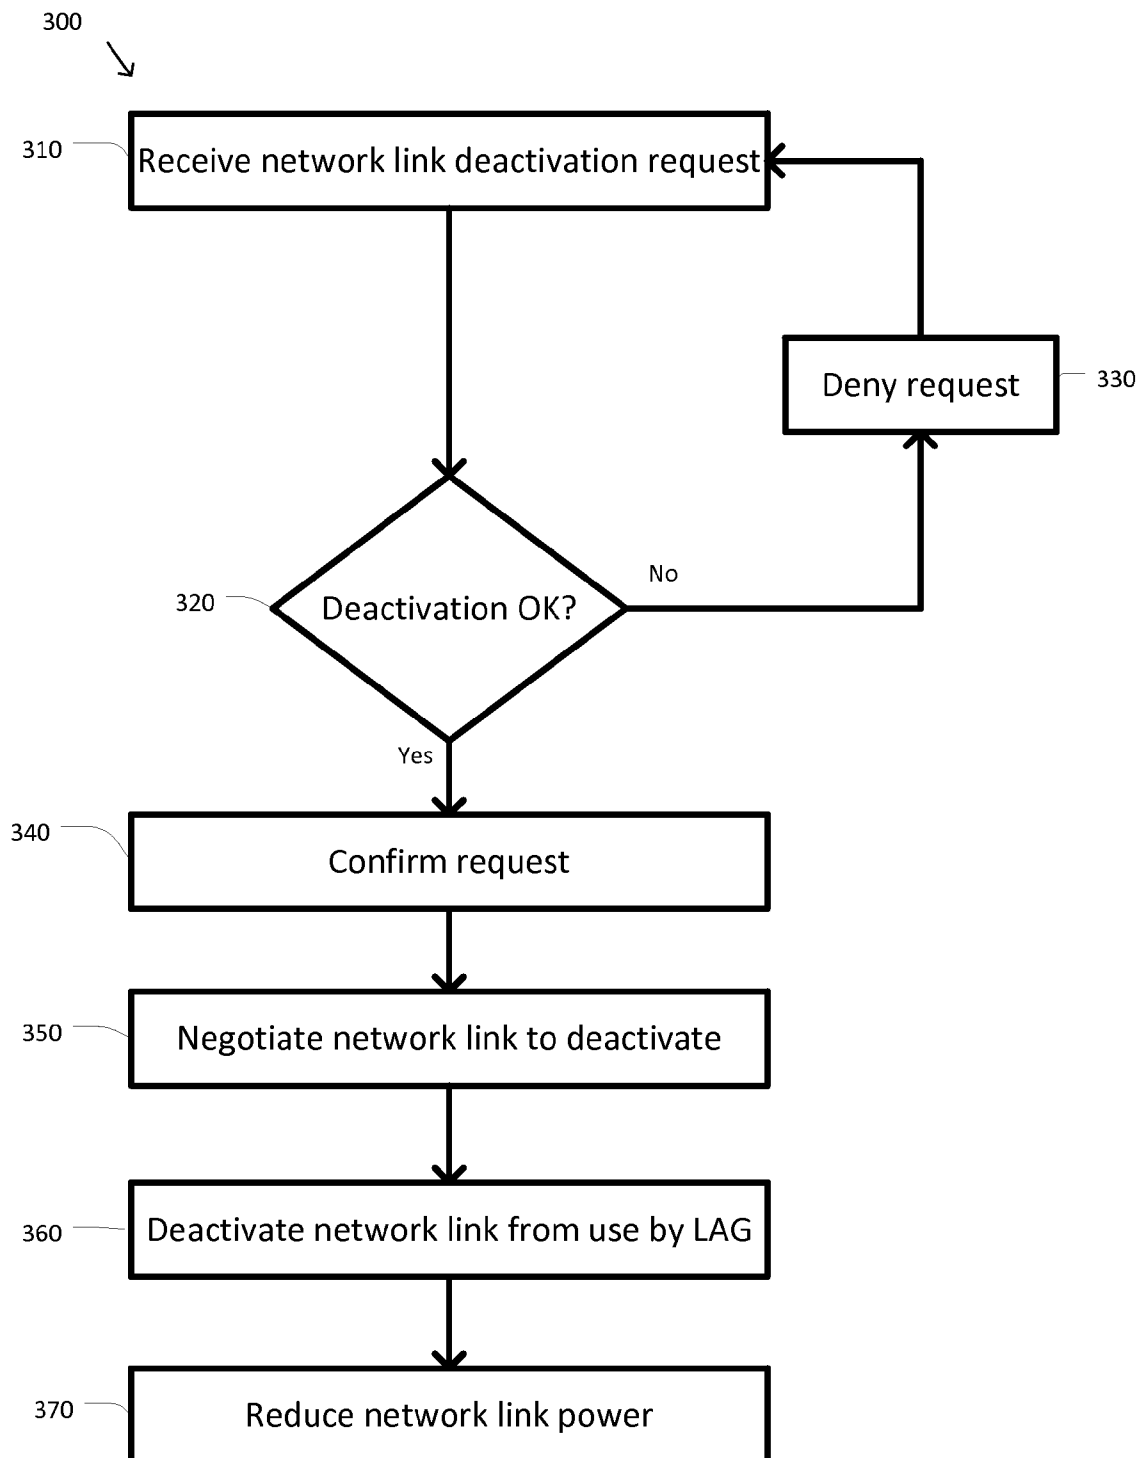 300
310
Receive network link deactivation request
Deny request
330
320
Deactivation OK?
No
Yes
340
Confirm request
350
Negotiate network link to deactivate
360
Deactivate network link from use by LAG
370
Reduce network link power